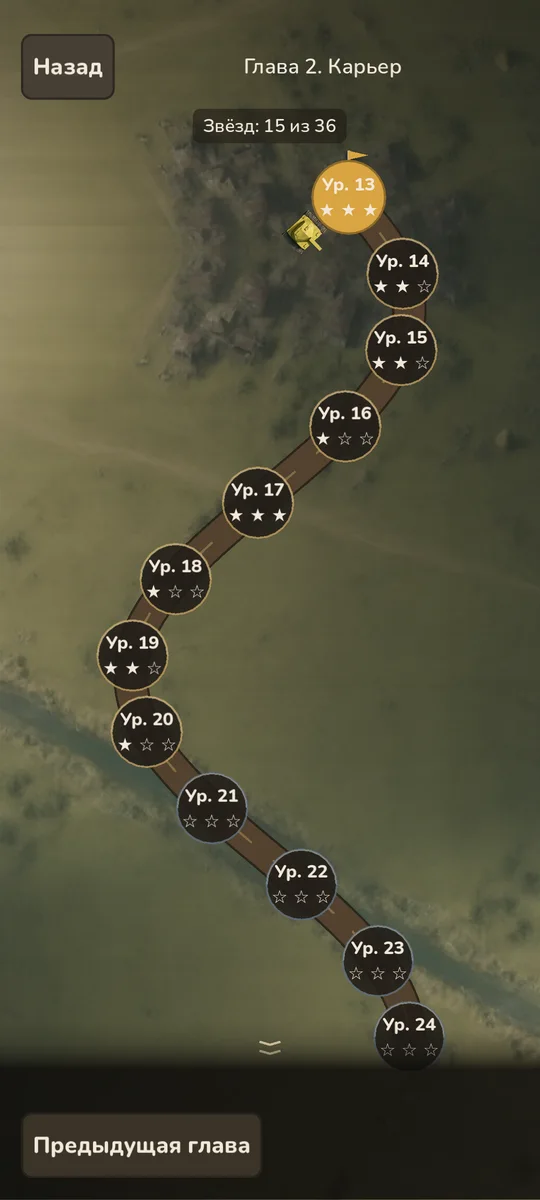 Назад
Глава 2. Карьер
Звёзд: 15 из 36
Ур. 13
★ ★ ★
Ур. 14
★ ★ ☆
Ур. 15
★ ★ ☆
Ур. 16
★ ☆ ☆
Ур. 17
★ ★ ★
Ур. 18
★ ☆ ☆
Ур. 19
★ ★ ☆
Ур. 20
★ ☆ ☆
Ур. 21
☆ ☆ ☆
Ур. 22
☆ ☆ ☆
Ур. 23
☆ ☆ ☆
Ур. 24
☆ ☆ ☆
Предыдущая глава